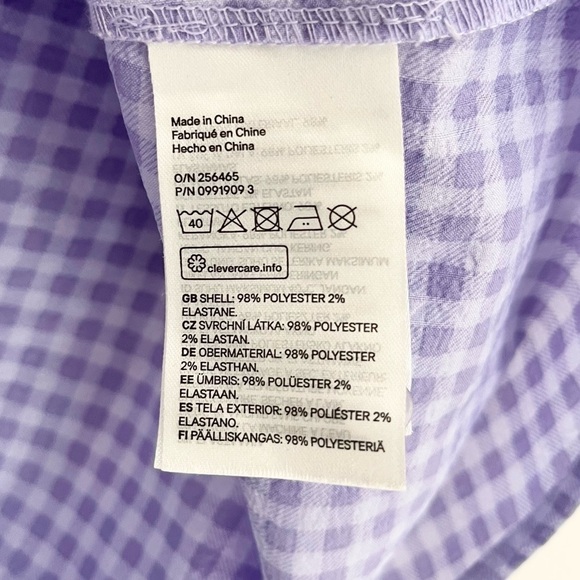 Made in China
Fabriqué en Chine
Hecho en China
O/N 256465
P/N 0991909 3
40
clevercare.info
GB SHELL: 98% POLYESTER 2%
ELASTANE.
CZ SVRCHNÍ LÁTKA: 98% POLYESTER
2% ELASTAN.
DE OBERMATERIAL: 98% POLYESTER
2% ELASTHAN.
EE ÜMBRIS: 98% POLÜESTER 2%
ELASTAAN.
ES TELA EXTERIOR: 98% POLIÉSTER 2%
ELASTANO.
FI PÄÄLLISKANGAS: 98% POLYESTERIÄ